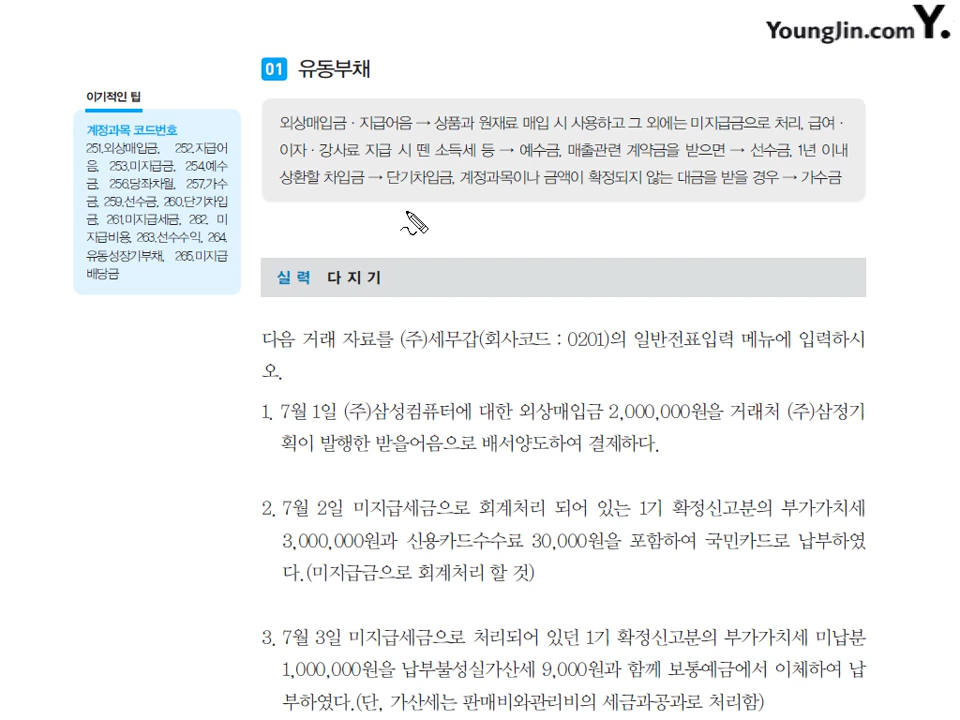 YoungJin.com Y.
01 유동부채
이기적인 팁
계정과목 코드번호
251.외상매입금, 252.지급어
음, 253.미지급금, 254.예수
금, 256.당좌차월, 257.가수
금, 259.선수금, 260.단기차입
금, 261.미지급세금, 262. 미
지급비용, 263.선수수익, 264.
유동성장기부채, 265.미지급
배당금
외상매입금 · 지급어음 → 상품과 원재료 매입 시 사용하고 그 외에는 미지급금으로 처리, 급여 ·
이자 · 강사료 지급 시 뗀 소득세 등 → 예수금, 매출관련 계약금을 받으면 → 선수금, 1년 이내
상환할 차입금 → 단기차입금, 계정과목이나 금액이 확정되지 않는 대금을 받을 경우 → 가수금
실력 다지기
다음 거래 자료를 (주)세무갑(회사코드 : 0201)의 일반전표입력 메뉴에 입력하시
오.
1. 7월 1일 (주)삼성컴퓨터에 대한 외상매입금 2,000,000원을 거래처 (주)삼정기
획이 발행한 받을어음으로 배서양도하여 결제하다.
2. 7월 2일 미지급세금으로 회계처리 되어 있는 1기 확정신고분의 부가가치세
3,000,000원과 신용카드수수료 30,000원을 포함하여 국민카드로 납부하였
다.(미지급금으로 회계처리 할 것)
3. 7월 3일 미지급세금으로 처리되어 있던 1기 확정신고분의 부가가치세 미납분
1,000,000원을 납부불성실가산세 9,000원과 함께 보통예금에서 이체하여 납
부하였다.(단, 가산세는 판매비와관리비의 세금과공과로 처리함)